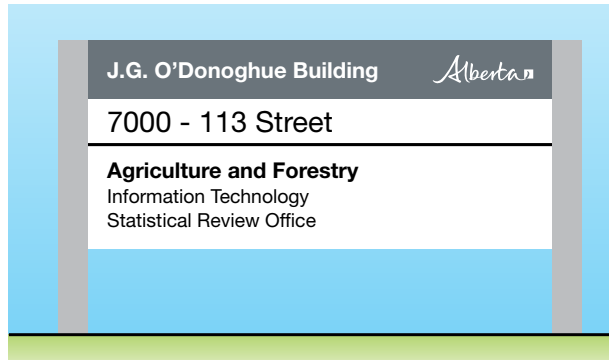 J.G. O’Donoghue Building Alberta
7000 - 113 Street
Agriculture and Forestry
Information Technology
Statistical Review Office